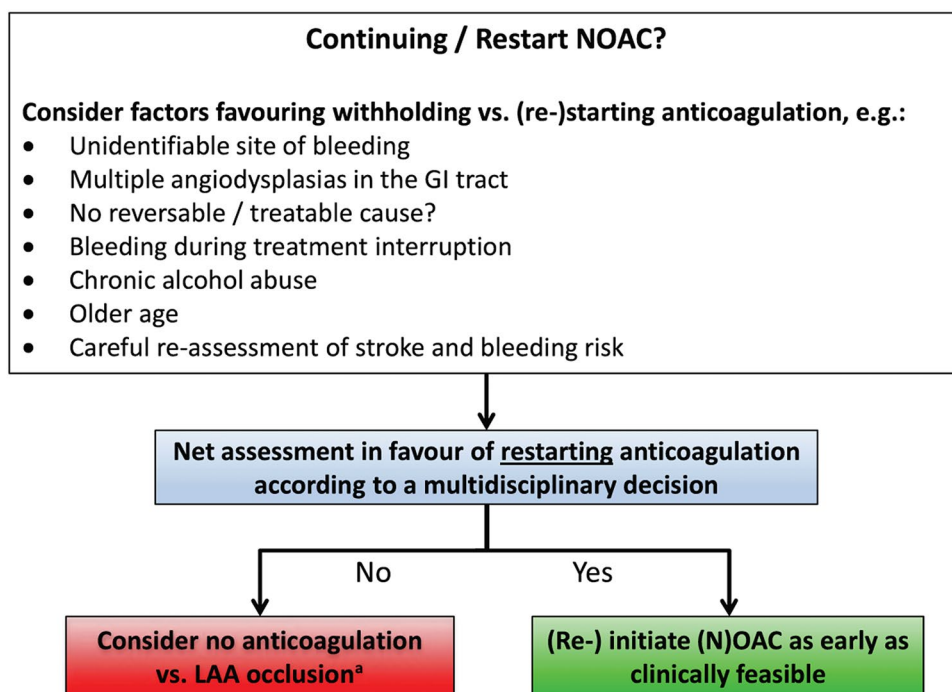 Continuing / Restart NOAC?
Consider factors favouring withholding vs. (re-)starting anticoagulation, e.g.:
• Unidentifiable site of bleeding
• Multiple angiodysplasias in the GI tract
• No reversable / treatable cause?
• Bleeding during treatment interruption
• Chronic alcohol abuse
• Older age
• Careful re-assessment of stroke and bleeding risk
Net assessment in favour of restarting anticoagulation
according to a multidisciplinary decision
No
Yes
Consider no anticoagulation
vs. LAA occlusionᵃ
(Re-) initiate (N)OAC as early as
clinically feasible